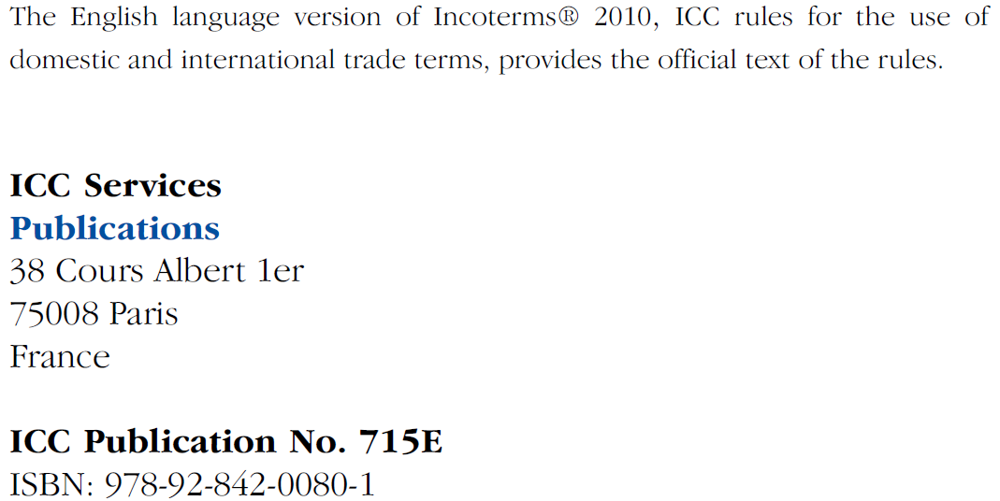 The English language version of Incoterms® 2010, ICC rules for the use of
domestic and international trade terms, provides the official text of the rules.
ICC Services
Publications
38 Cours Albert 1er
75008 Paris
France
ICC Publication No. 715E
ISBN: 978-92-842-0080-1